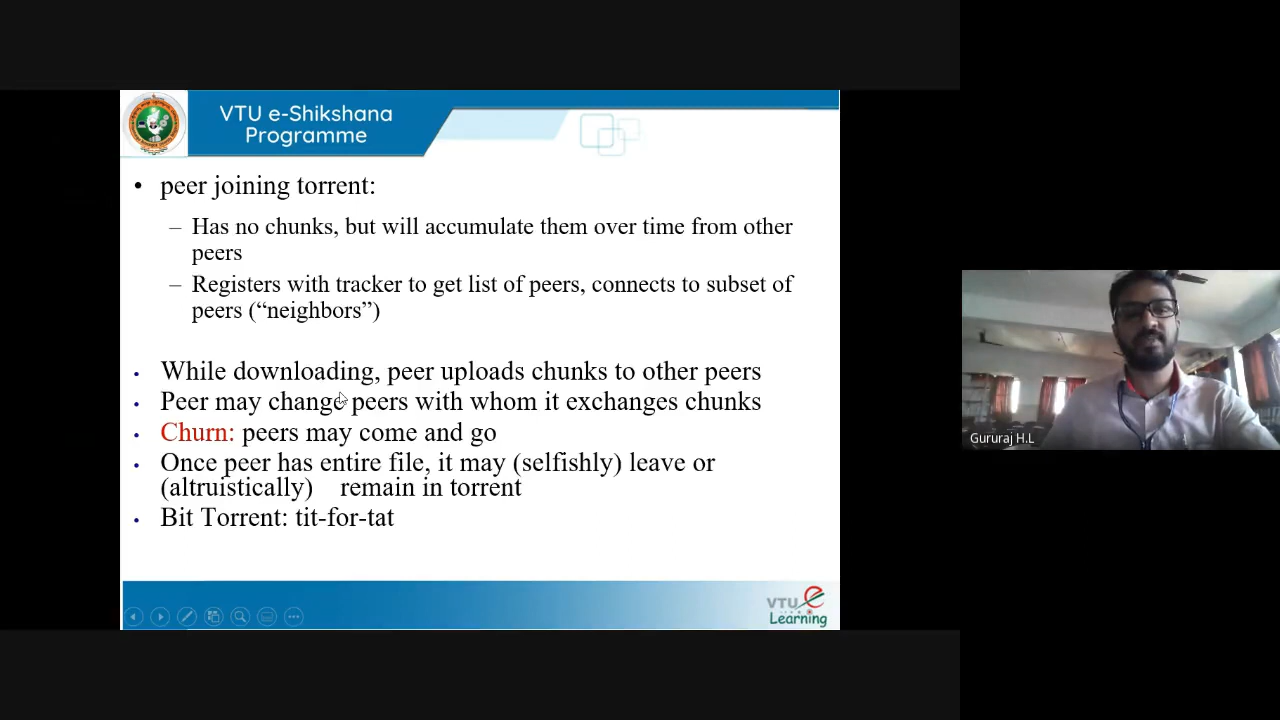 VTU e-Shikshana
Programme
• peer joining torrent:
– Has no chunks, but will accumulate them over time from other
peers
– Registers with tracker to get list of peers, connects to subset of
peers (“neighbors”)
• While downloading, peer uploads chunks to other peers
• Peer may change peers with whom it exchanges chunks
• Churn: peers may come and go
• Once peer has entire file, it may (selfishly) leave or
(altruistically) remain in torrent
• Bit Torrent: tit-for-tat
Gururaj H.L
VTU e
Learning